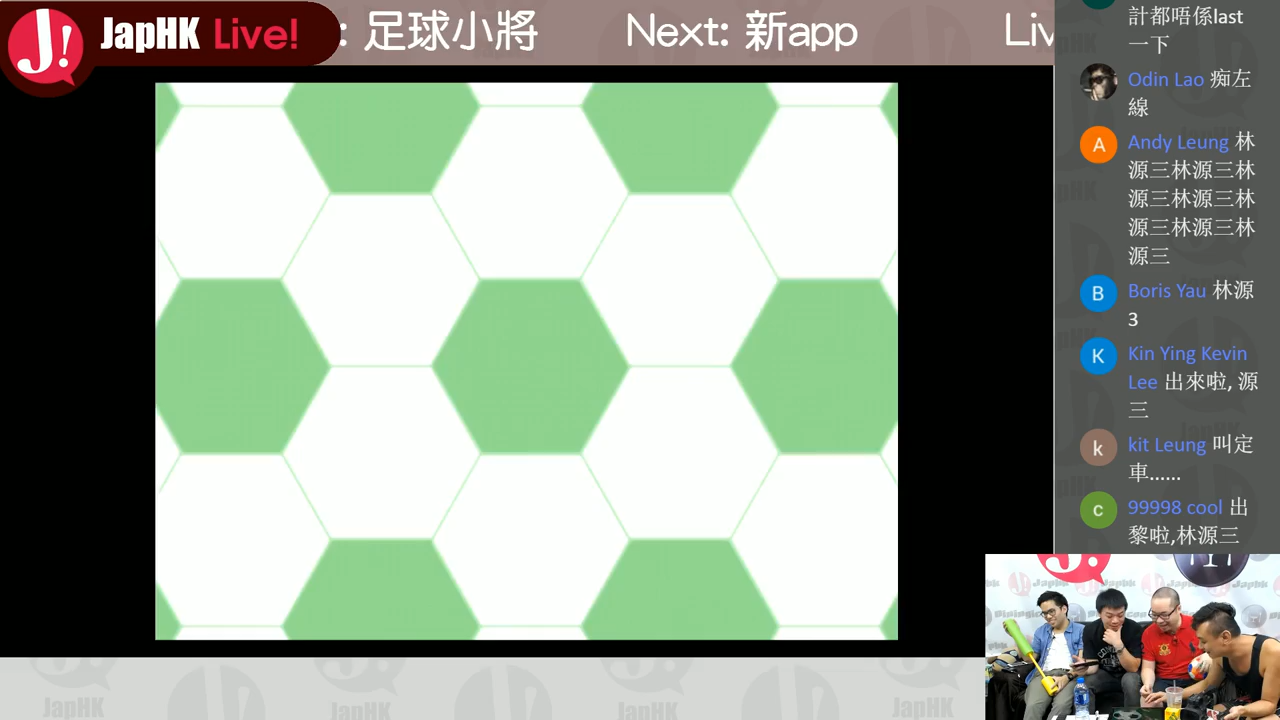 JapHK Live!
: 足球小將
Next: 新app
Liv
計都唔係last
一下
Odin Lao 痴左
線
Andy Leung 林
源三林源三林
源三林源三林
源三林源三林
源三
Boris Yau 林源
3
Kin Ying Kevin
Lee 出來啦, 源
三
kit Leung 叫定
車......
99998 cool 出
黎啦,林源三
JapHK
JapHK
JapHK